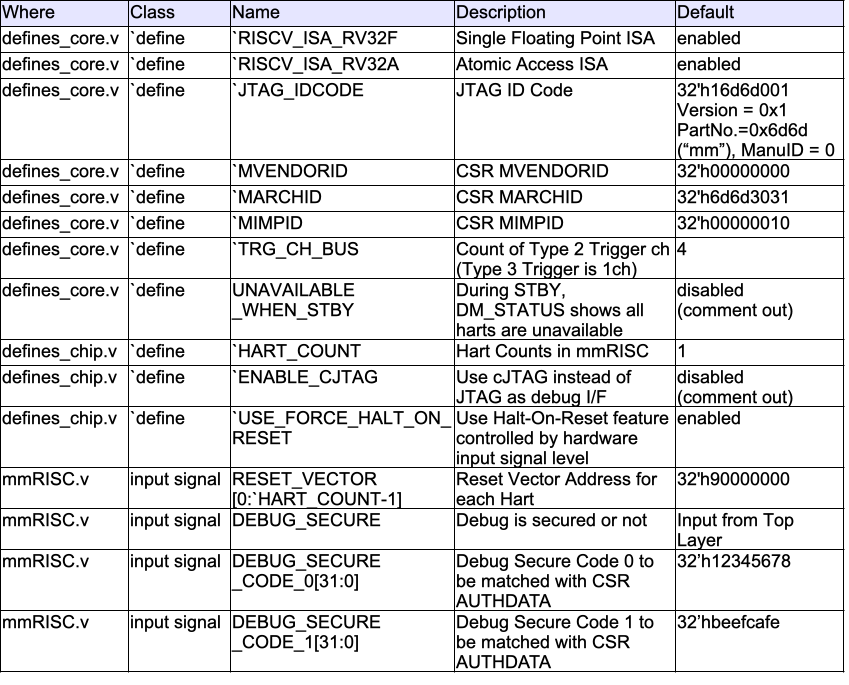 Where Class Name Description Default
defines_core.v `define `RISCV_ISA_RV32F Single Floating Point ISA enabled
defines_core.v `define `RISCV_ISA_RV32A Atomic Access ISA enabled
defines_core.v `define `JTAG_IDCODE JTAG ID Code 32'h16d6d001
Version = 0x1
PartNo.=0x6d6d
(“mm”), ManuID = 0
defines_core.v `define `MVENDORID CSR MVENDORID 32'h00000000
defines_core.v `define `MARCHID CSR MARCHID 32'h6d6d3031
defines_core.v `define `MIMPID CSR MIMPID 32'h00000010
defines_core.v `define `TRG_CH_BUS Count of Type 2 Trigger ch 4
(Type 3 Trigger is 1ch)
defines_core.v `define UNAVAILABLE During STBY, disabled
_WHEN_STBY DM_STATUS shows all (comment out)
harts are unavailable
defines_chip.v `define `HART_COUNT Hart Counts in mmRISC 1
defines_chip.v `define `ENABLE_CJTAG Use cJTAG instead of disabled
JTAG as debug I/F (comment out)
defines_chip.v `define `USE_FORCE_HALT_ON_ Use Halt-On-Reset feature enabled
RESET controlled by hardware
input signal level
mmRISC.v input signal RESET_VECTOR Reset Vector Address for 32'h90000000
[0:`HART_COUNT-1] each Hart
mmRISC.v input signal DEBUG_SECURE Debug is secured or not Input from Top
Layer
mmRISC.v input signal DEBUG_SECURE Debug Secure Code 0 to 32’h12345678
_CODE_0[31:0] be matched with CSR
AUTHDATA
mmRISC.v input signal DEBUG_SECURE Debug Secure Code 1 to 32’hbeefcafe
_CODE_1[31:0] be matched with CSR
AUTHDATA